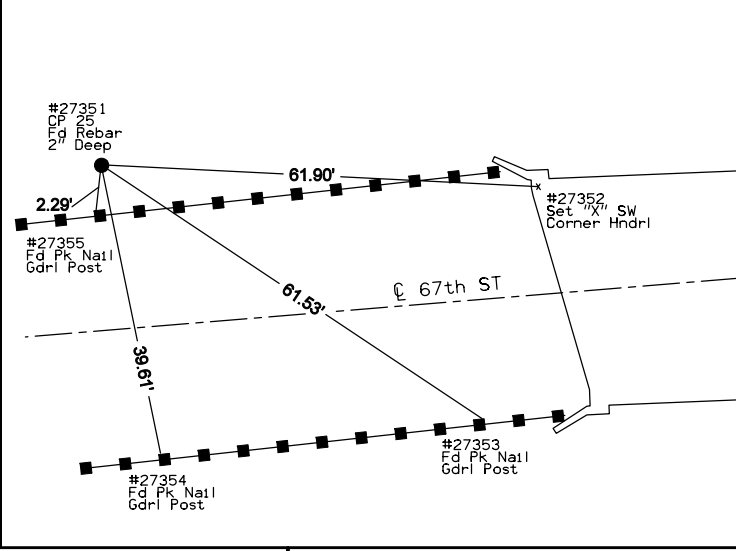 #27351
CP 25
Fd Rebar
2" Deep
61.90'
2.29'
#27352
Set "X" SW
Corner Hndrl
#27355
Fd Pk Nail
Gdrl Post
61.53'
℄ 67th ST
39.61'
#27353
Fd Pk Nail
Gdrl Post
#27354
Fd Pk Nail
Gdrl Post